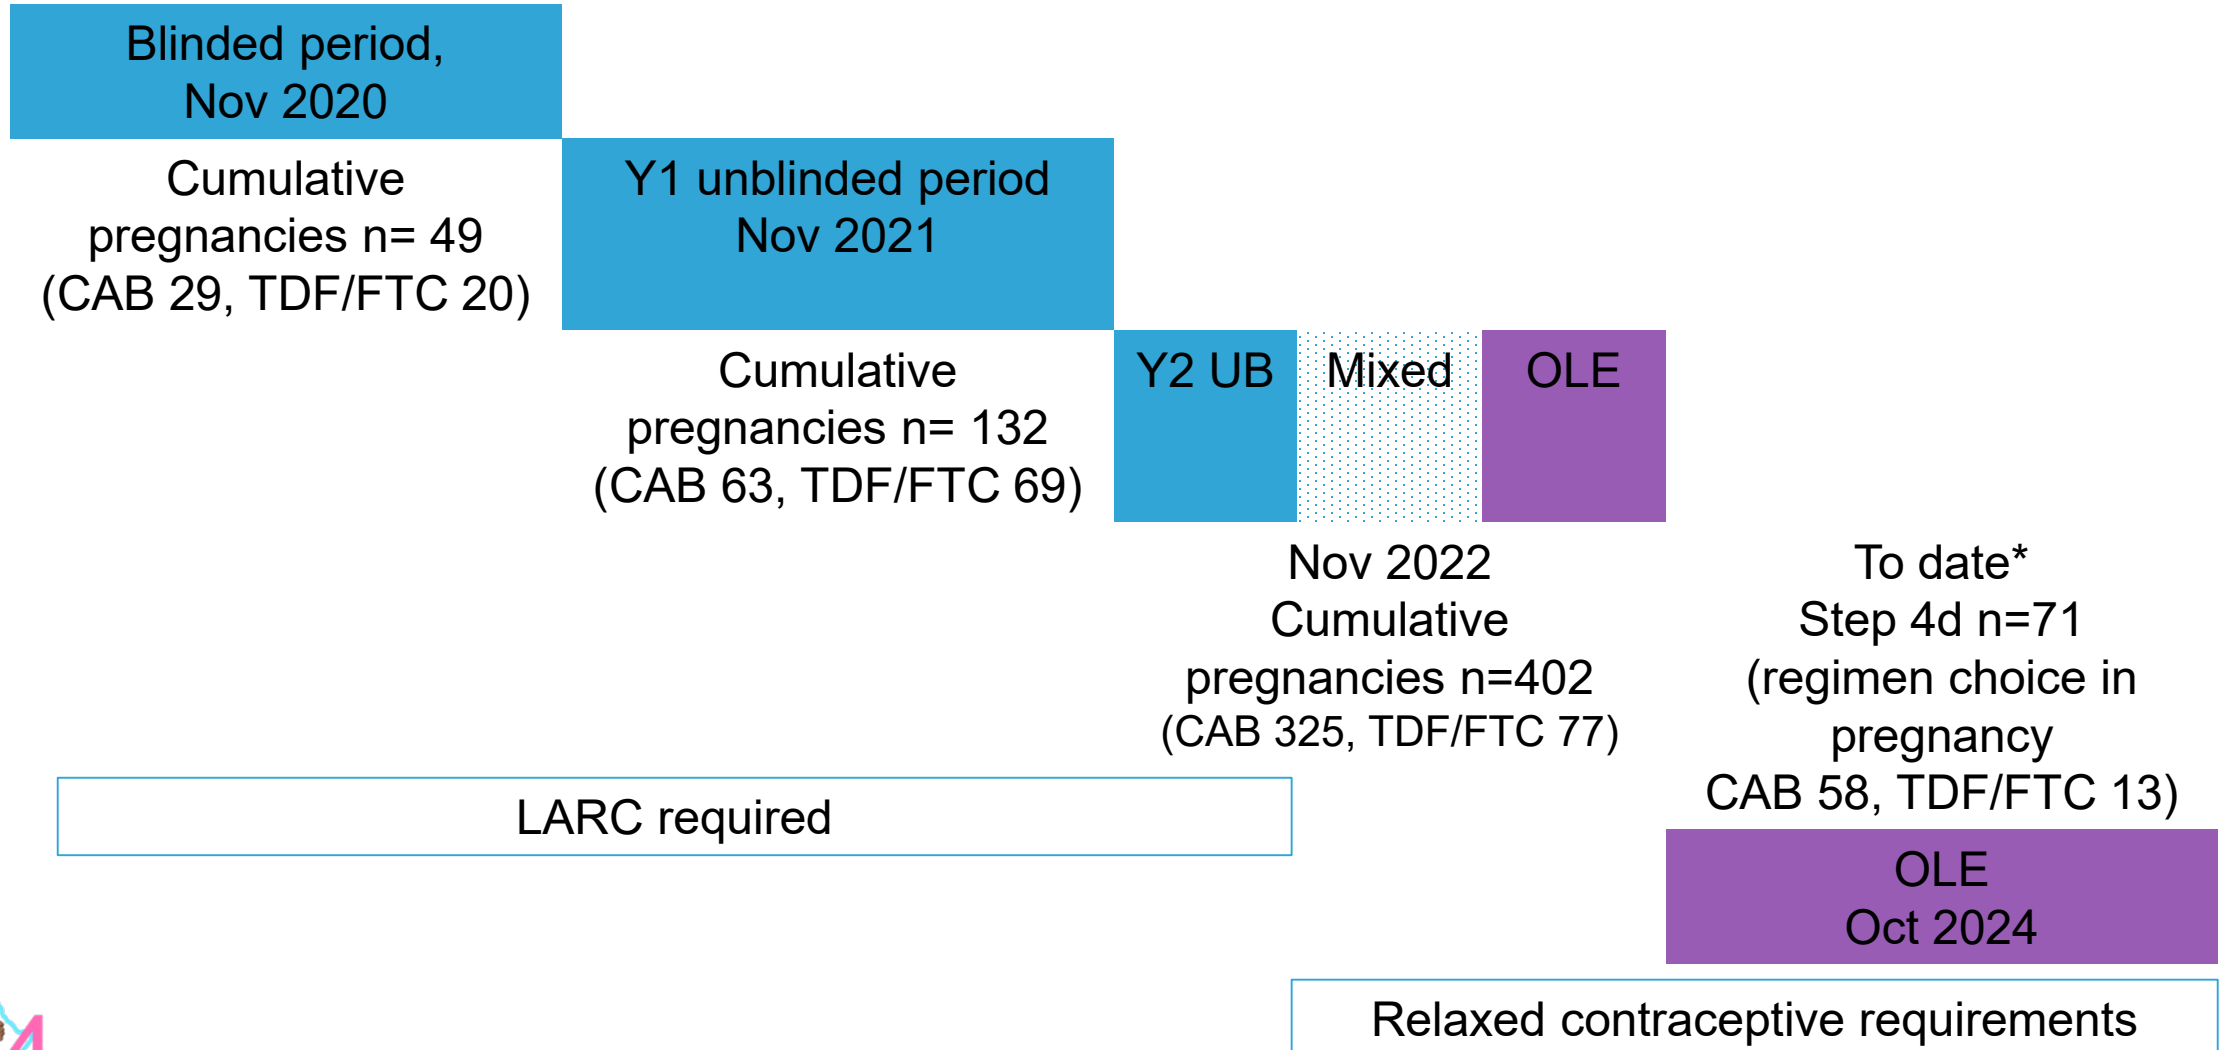 Blinded period,
Nov 2020
Cumulative
pregnancies n= 49
(CAB 29, TDF/FTC 20)
Y1 unblinded period
Nov 2021
Cumulative
pregnancies n= 132
(CAB 63, TDF/FTC 69)
Y2 UB
Mixed
OLE
Nov 2022
Cumulative
pregnancies n=402
(CAB 325, TDF/FTC 77)
To date*
Step 4d n=71
(regimen choice in
pregnancy
CAB 58, TDF/FTC 13)
LARC required
OLE
Oct 2024
Relaxed contraceptive requirements